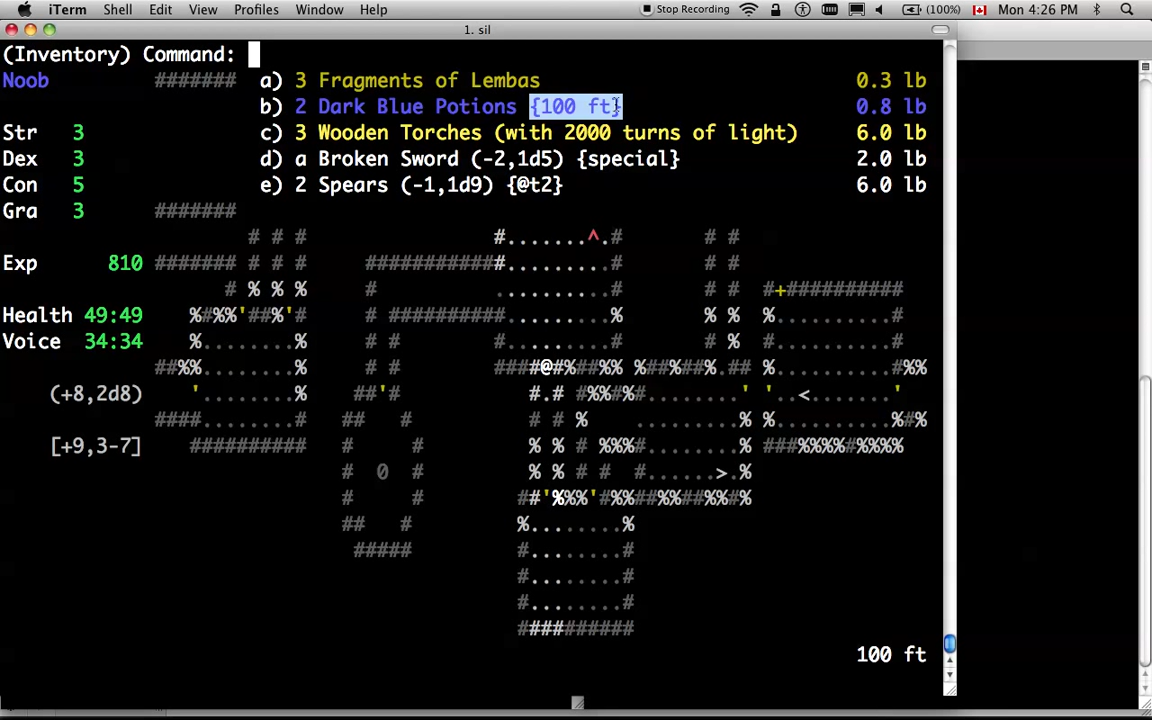 iTerm Shell Edit View Profiles Window Help Stop Recording (100%) Mon 4:26 PM
1. sil
(Inventory) Command:
Noob ####### a) 3 Fragments of Lembas 0.3 lb
b) 2 Dark Blue Potions {100 ft} 0.8 lb
Str 3 c) 3 Wooden Torches (with 2000 turns of light) 6.0 lb
Dex 3 d) a Broken Sword (-2,1d5) {special} 2.0 lb
Con 5 e) 2 Spears (-1,1d9) {@t2} 6.0 lb
Gra 3 #######
# # # #.......^.# # #
Exp 810 ####### # # # ###########......... # #
# % % % # .........# # # #+##########
Health 49:49 %#%%'##%'# # ##########........% % % %..........#
Voice 34:34 %........% # # #........# # % #..........#
##%%........% # # ####@#%##%% %##%##%.## %..........#%%
(+8,2d8) '........% ##'# #.# #%%#%#........' ' ..<.......'
####........# ## # # # % ........% %..........%#%
[+9,3-7] ########## # # % % # %%%#........% ###%%%%#%%%%
# 0 # % % # # #......>.%
# # ##'%%%'#%%##%%##%%#%
## # %........%
##### #........#
#........#
#........#
####%#####
100 ft